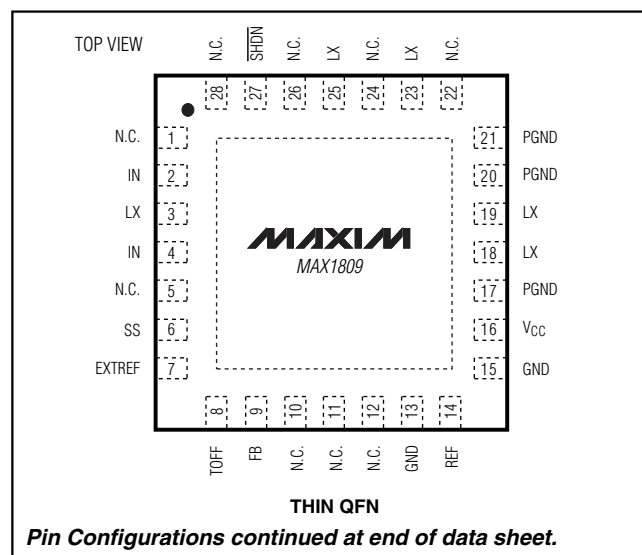 TOP VIEW
N.C.
SHDN
N.C.
LX
N.C.
LX
N.C.
28
27
26
25
24
23
22
N.C. 1
IN 2
LX 3
IN 4
N.C. 5
SS 6
EXTREF 7
21 PGND
20 PGND
19 LX
18 LX
17 PGND
16 VCC
15 GND
MAXIM
MAX1809
8
9
10
11
12
13
14
TOFF
FB
N.C.
N.C.
N.C.
GND
REF
THIN QFN
Pin Configurations continued at end of data sheet.